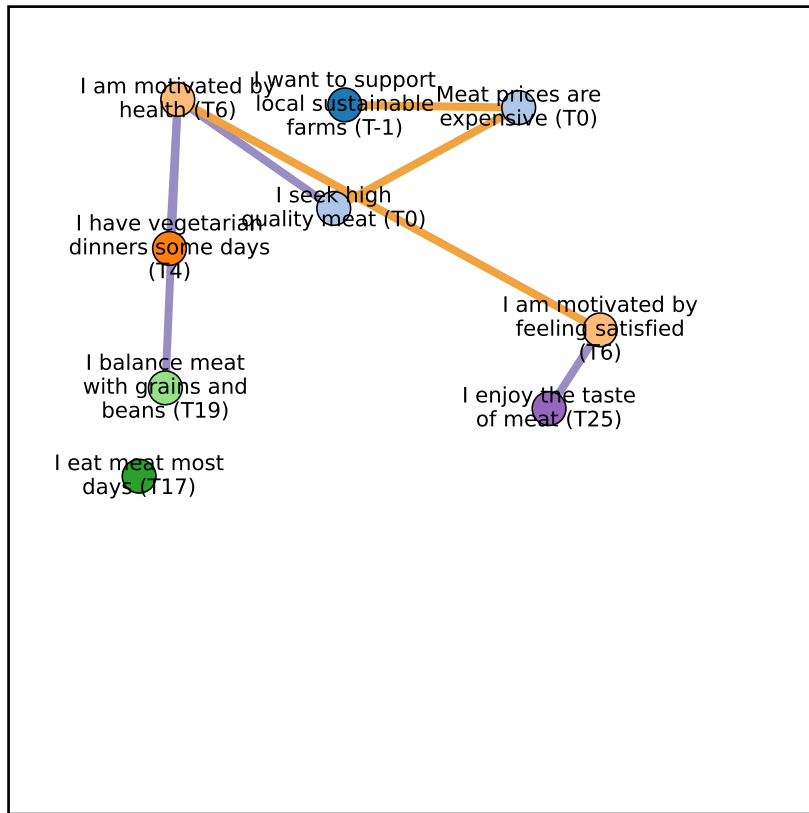 I am motivated by
health (T6)
I want to support
local sustainable
farms (T-1)
Meat prices are
expensive (T0)
I seek high
quality meat (T0)
I have vegetarian
dinners some days
(T4)
I am motivated by
feeling satisfied
(T6)
I balance meat
with grains and
beans (T19)
I enjoy the taste
of meat (T25)
I eat meat most
days (T17)